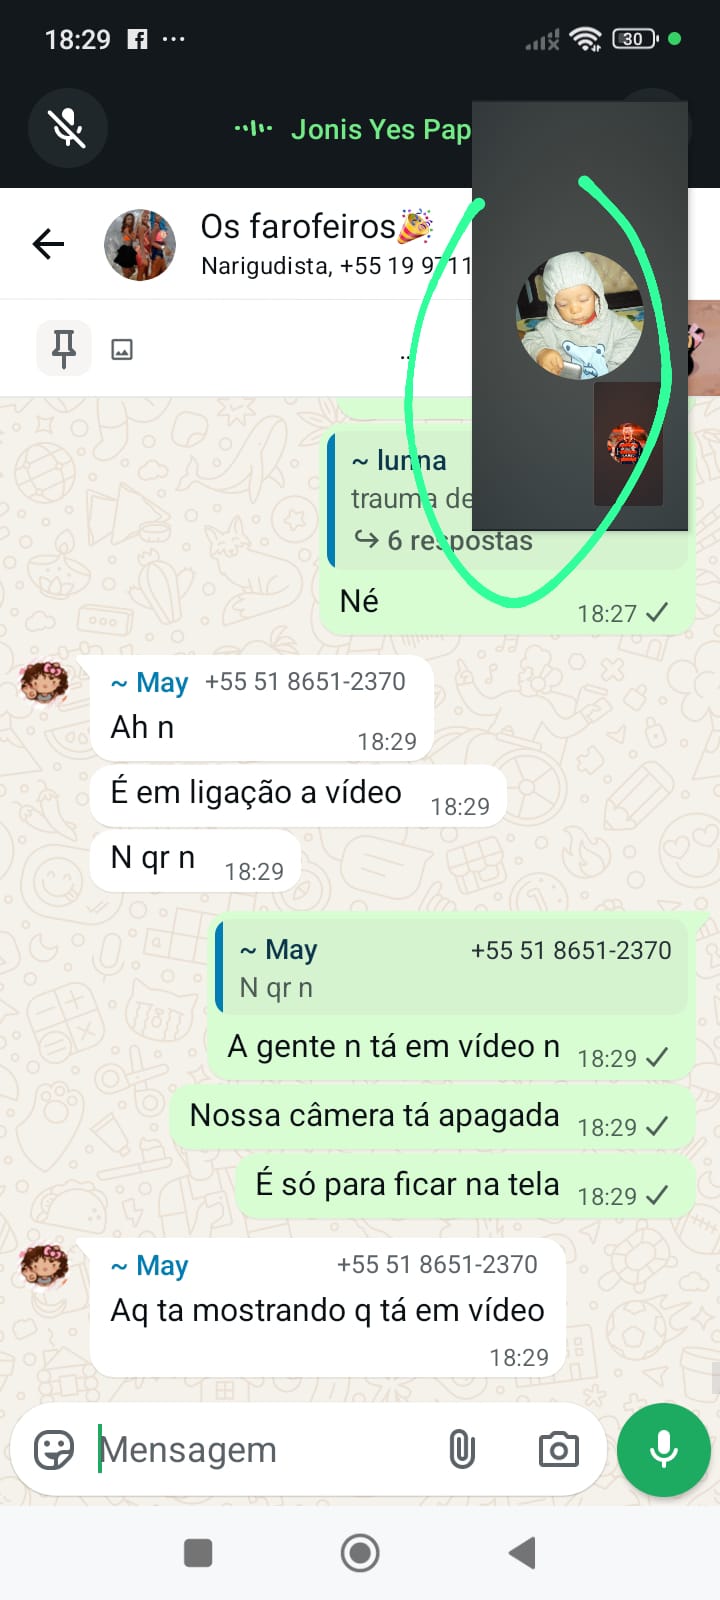 18:29
30
Jonis Yes Pap
Os farofeiros🎉
Narigudista, +55 19 9711
..
~ lunna
trauma de
6 respostas
Né
18:27
~ May +55 51 8651-2370
Ah n
18:29
É em ligação a vídeo
18:29
N qr n
18:29
~ May +55 51 8651-2370
N qr n
A gente n tá em vídeo n
18:29
Nossa câmera tá apagada
18:29
É só para ficar na tela
18:29
~ May +55 51 8651-2370
Aq ta mostrando q tá em vídeo
18:29
Mensagem